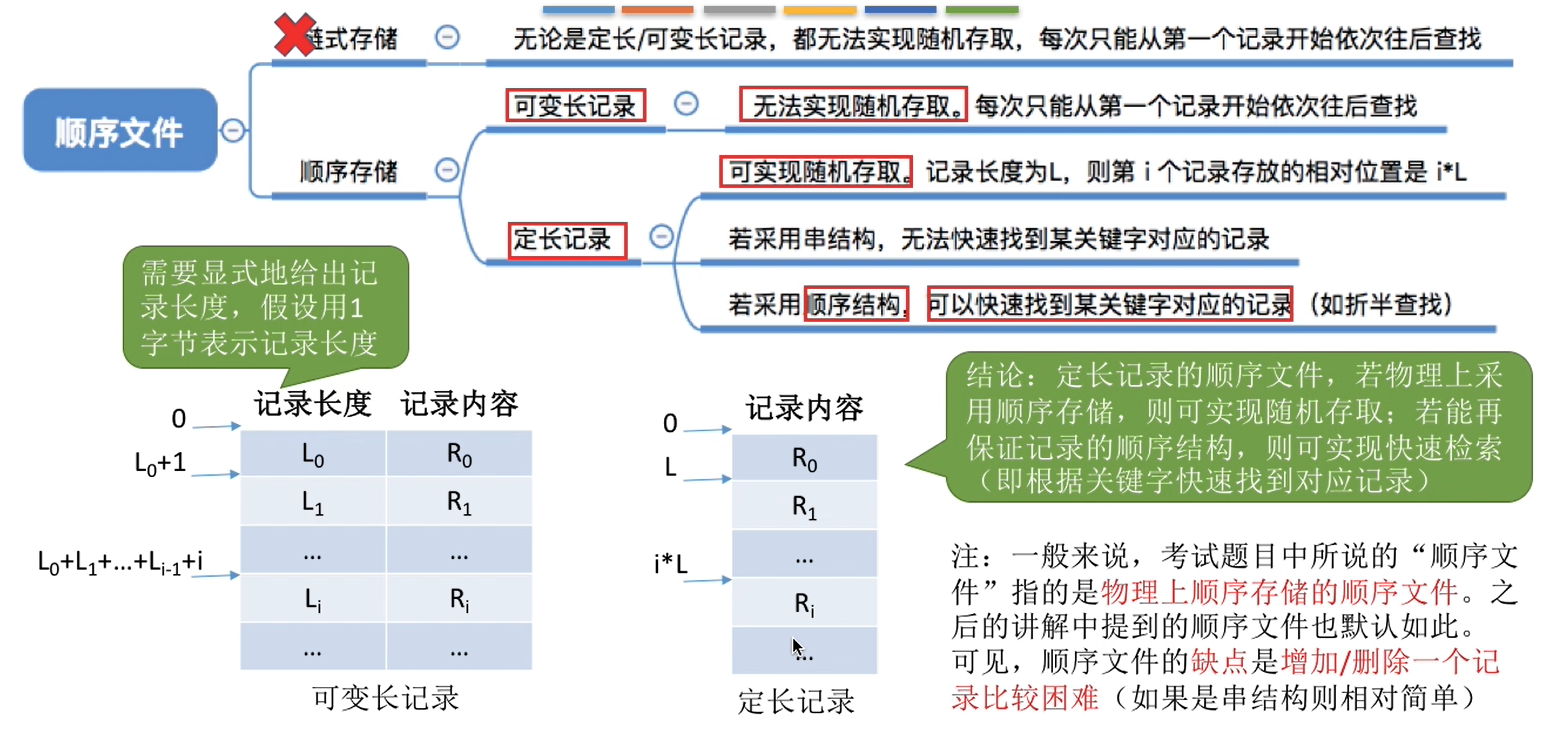 链式存储
无论是定长/可变长记录，都无法实现随机存取，每次只能从第一个记录开始依次往后查找
可变长记录
无法实现随机存取。每次只能从第一个记录开始依次往后查找
顺序文件
顺序存储
可实现随机存取。记录长度为L，则第 i 个记录存放的相对位置是 i*L
定长记录
若采用串结构，无法快速找到某关键字对应的记录
若采用顺序结构，可以快速找到某关键字对应的记录（如折半查找）
需要显式地给出记
录长度，假设用1
字节表示记录长度
记录长度 记录内容
0
L0 R0
L0+1
L1 R1
... ...
L0+L1+...+Li-1+i
Li Ri
... ...
可变长记录
记录内容
0
R0
L
R1
...
i*L
Ri
...
定长记录
结论：定长记录的顺序文件，若物理上采
用顺序存储，则可实现随机存取；若能再
保证记录的顺序结构，则可实现快速检索
（即根据关键字快速找到对应记录）
注：一般来说，考试题目中所说的“顺序文
件”指的是物理上顺序存储的顺序文件。之
后的讲解中提到的顺序文件也默认如此。
可见，顺序文件的缺点是增加/删除一个记
录比较困难（如果是串结构则相对简单）